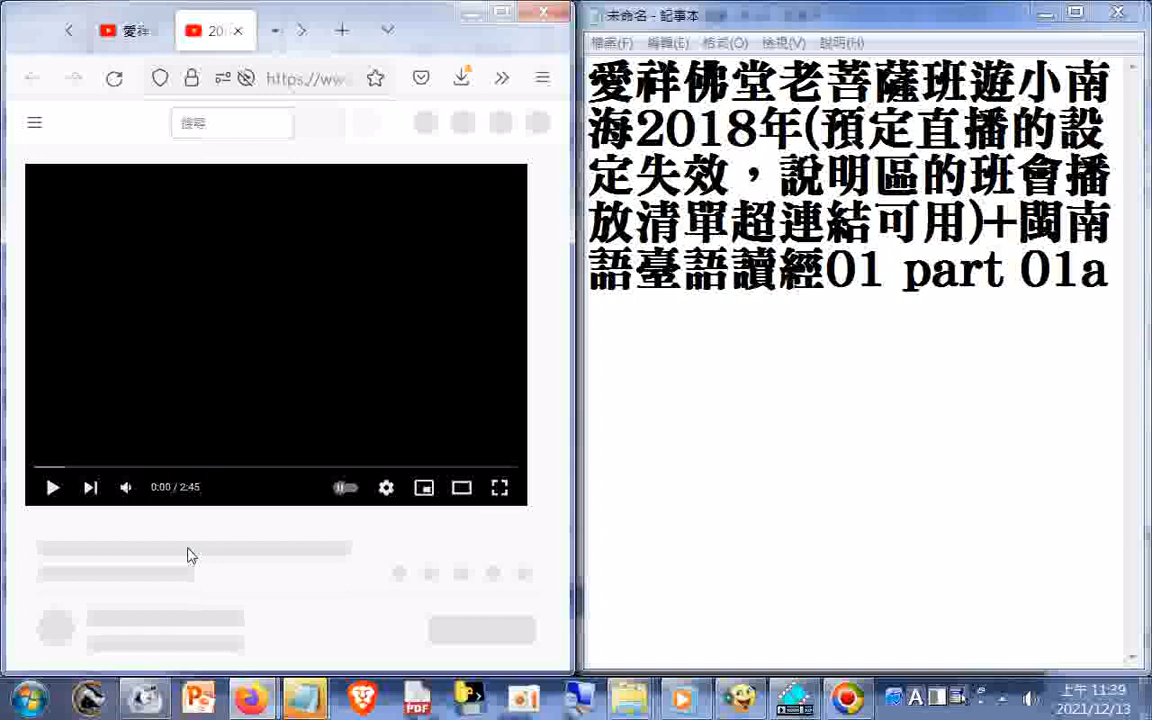 愛祥
20
https://www
搜尋
0:00 / 2:45
未命名 - 記事本
檔案(F) 編輯(E) 格式(O) 檢視(V) 說明(H)
愛祥佛堂老菩薩班遊小南
海2018年(預定直播的設
定失效，說明區的班會播
放清單超連結可用)+閩南
語臺語讀經01 part 01a
PDF
A
上午 11:39
2021/12/13